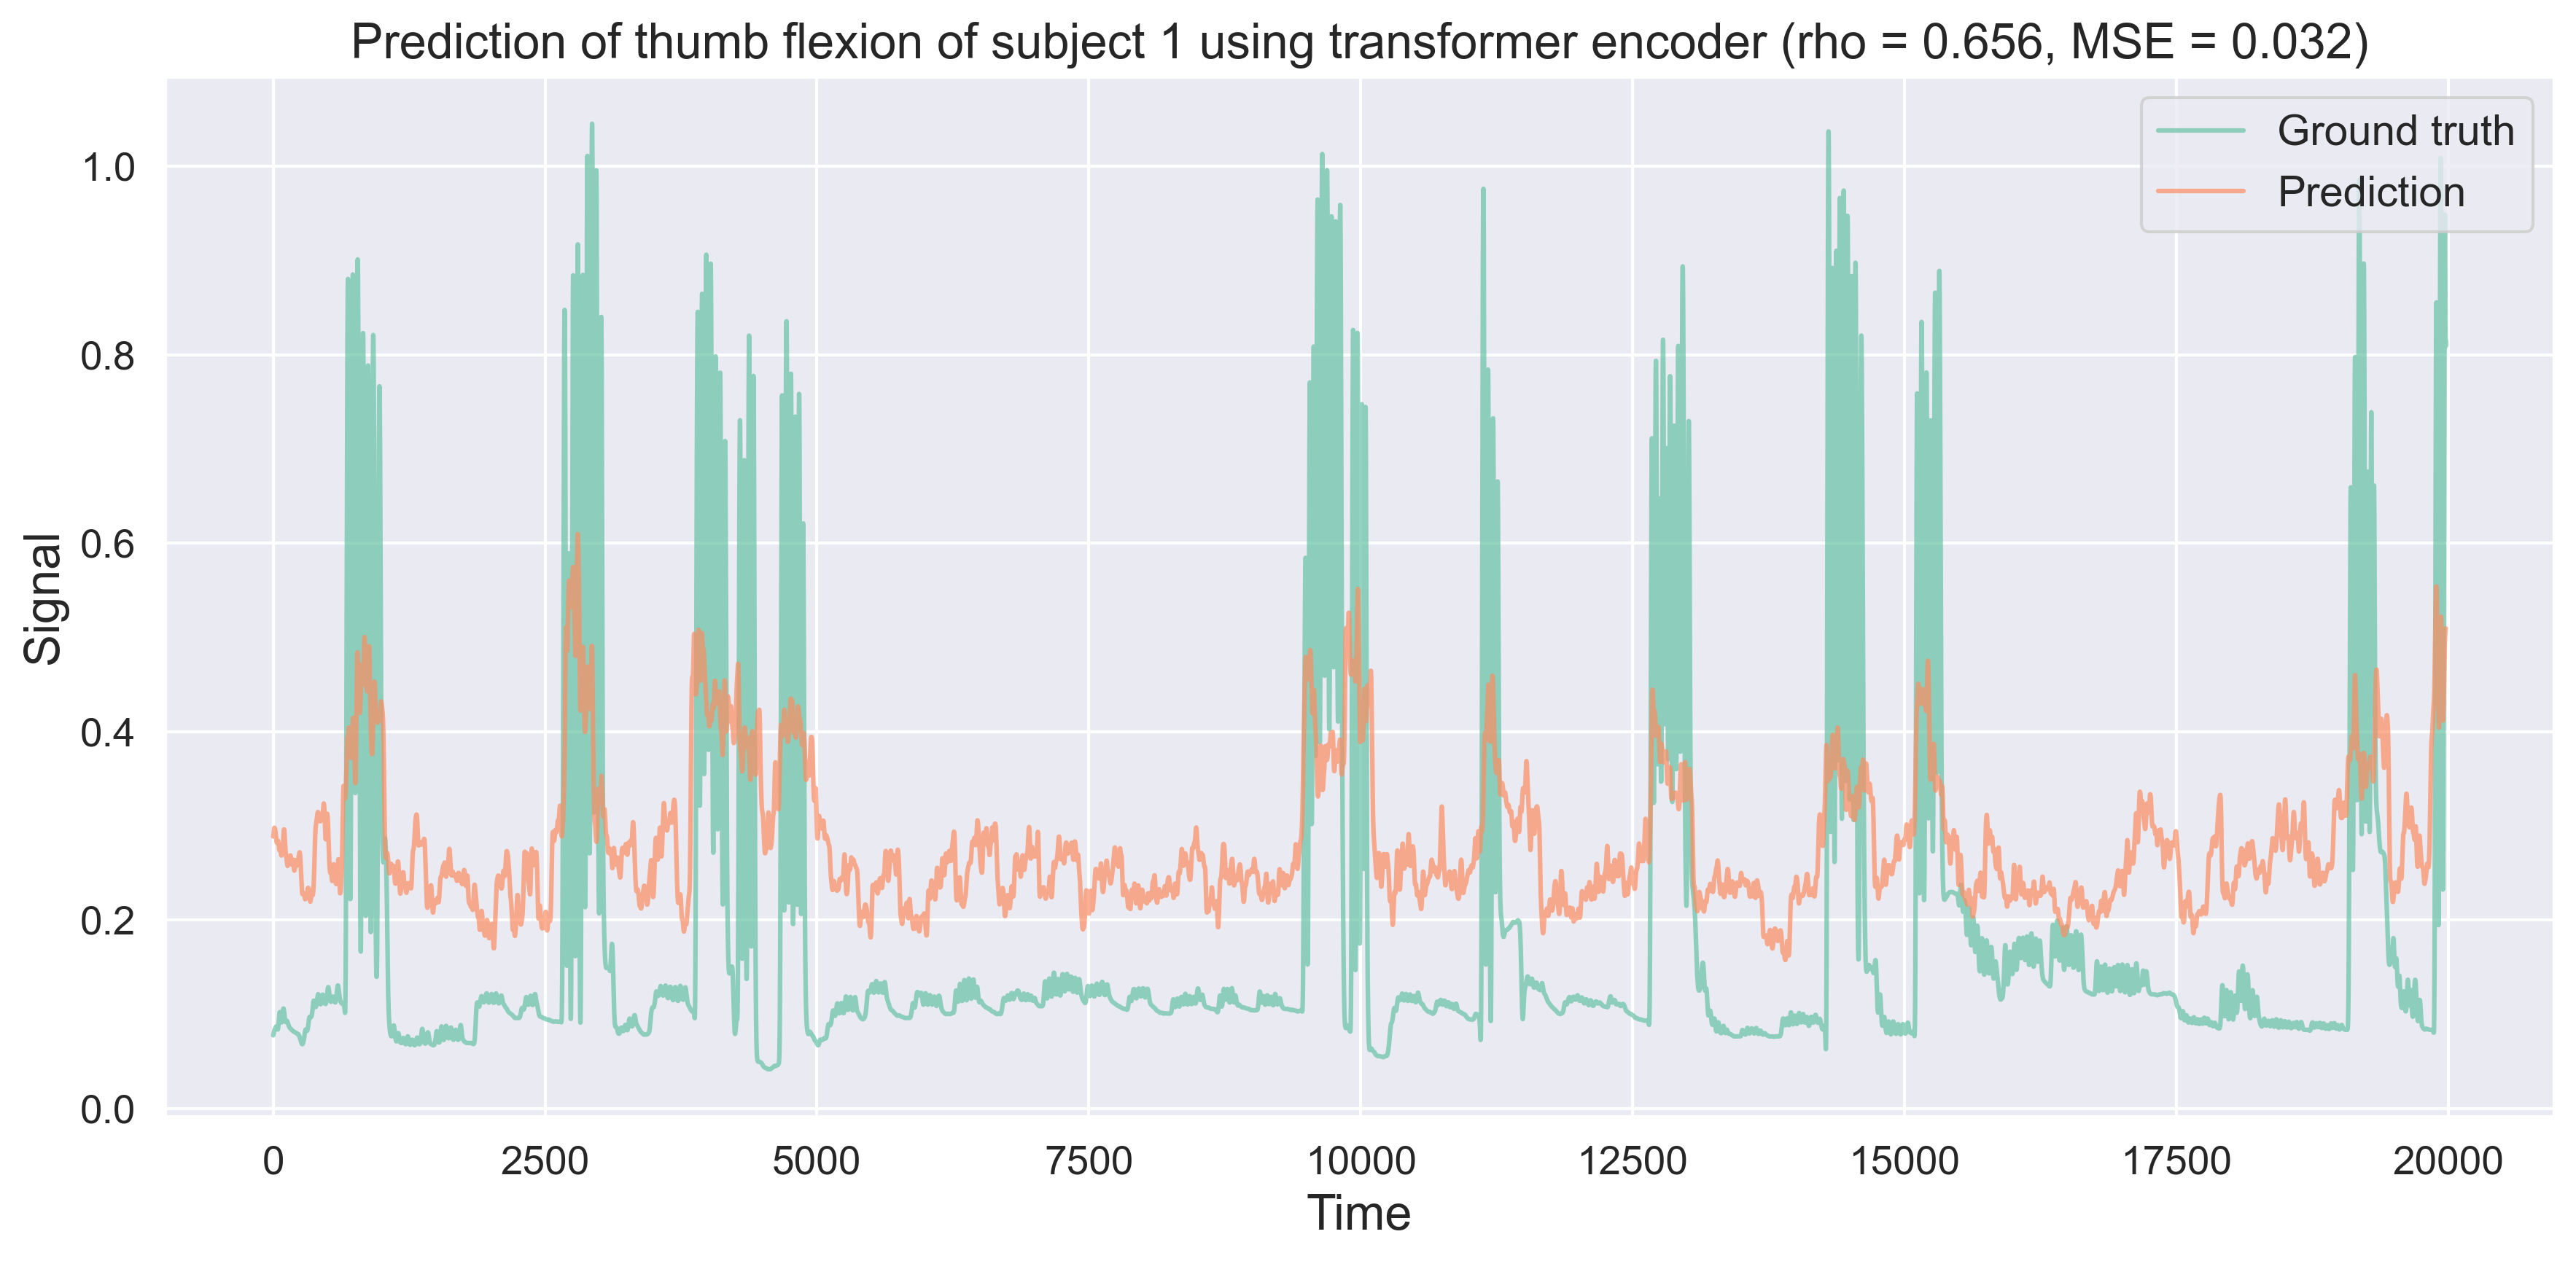 Prediction of thumb flexion of subject 1 using transformer encoder (rho = 0.656, MSE = 0.032)
Ground truth
Prediction
1.0
0.8
0.6
0.4
0.2
0.0
Signal
0 2500 5000 7500 10000 12500 15000 17500 20000
Time